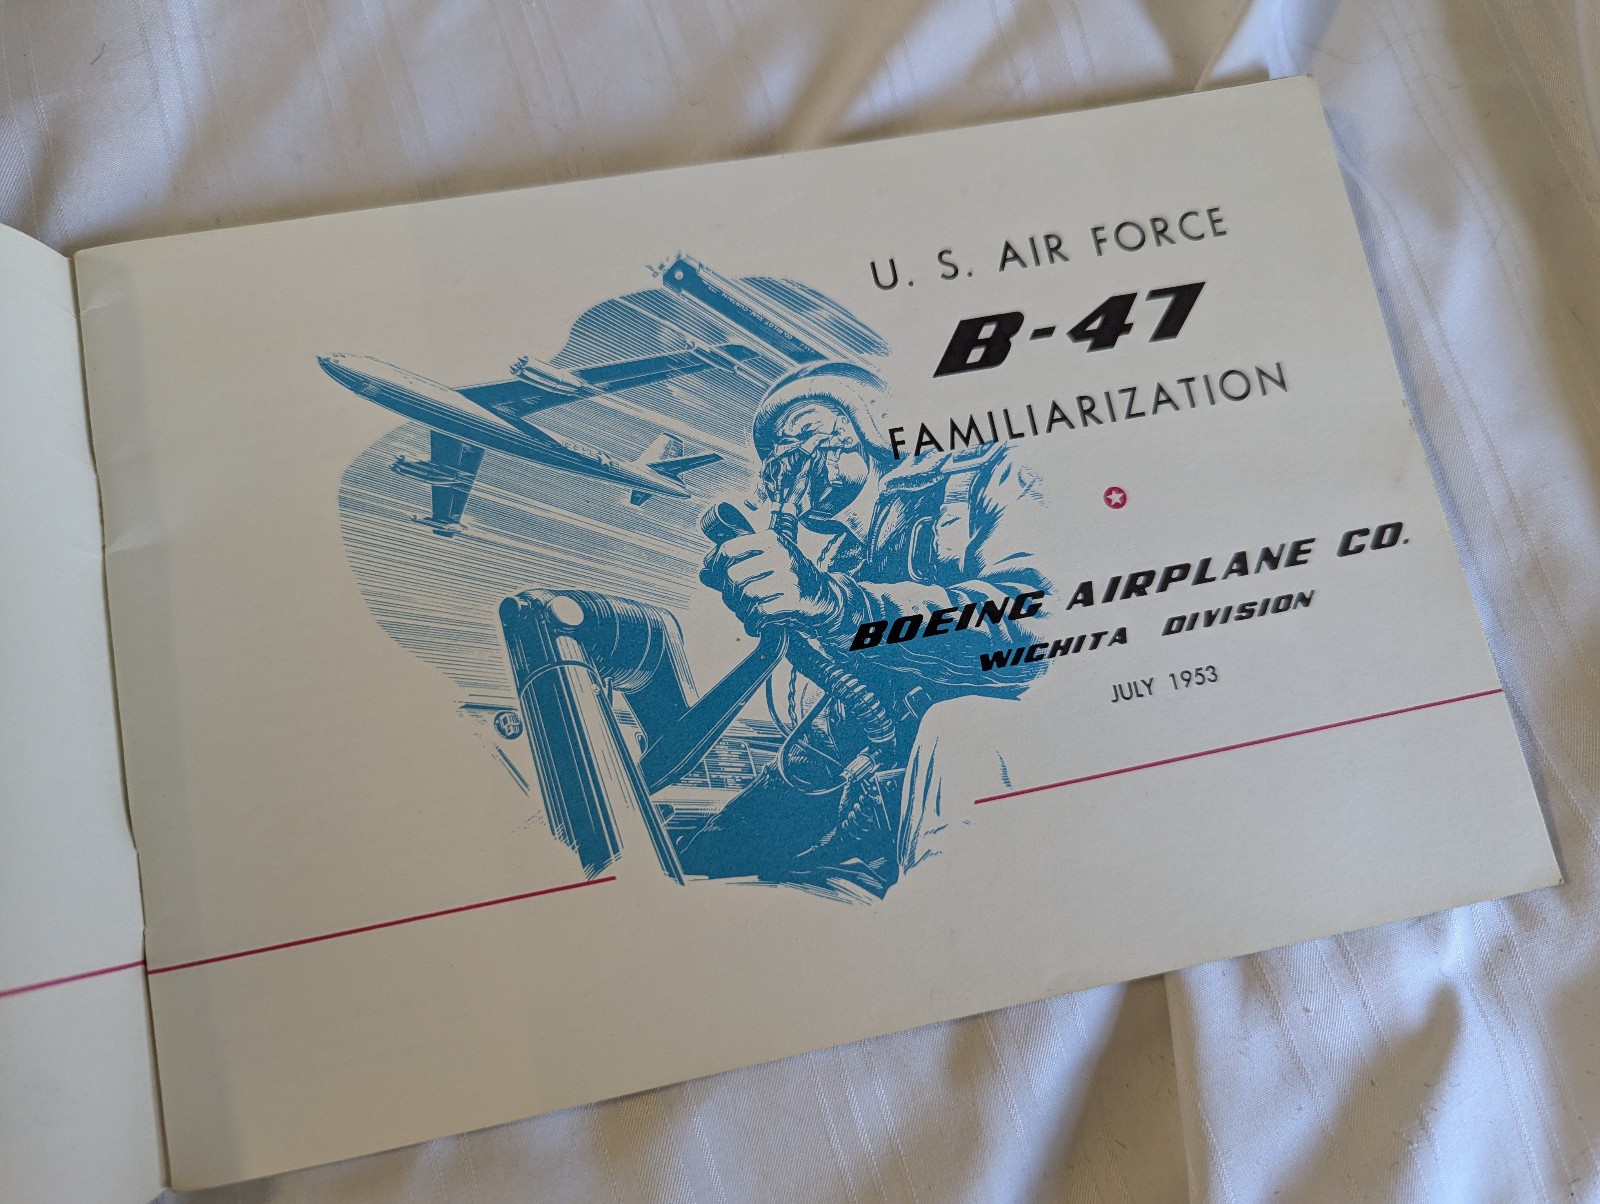 U. S. AIR FORCE
B-47
FAMILIARIZATION
BOEING AIRPLANE CO.
WICHITA DIVISION
JULY 1953